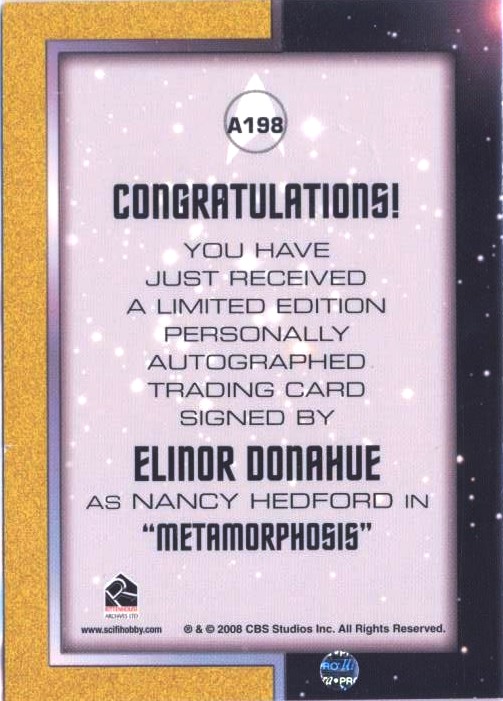 A198
CONGRATULATIONS!
YOU HAVE
JUST RECEIVED
A LIMITED EDITION
PERSONALLY
AUTOGRAPHED
TRADING CARD
SIGNED BY
ELINOR DONAHUE
AS NANCY HEDFORD IN
"METAMORPHOSIS"
RITTENHOUSE
ARCHIVES LTD
www.scifihobby.com ® & © 2008 CBS Studios Inc. All Rights Reserved.